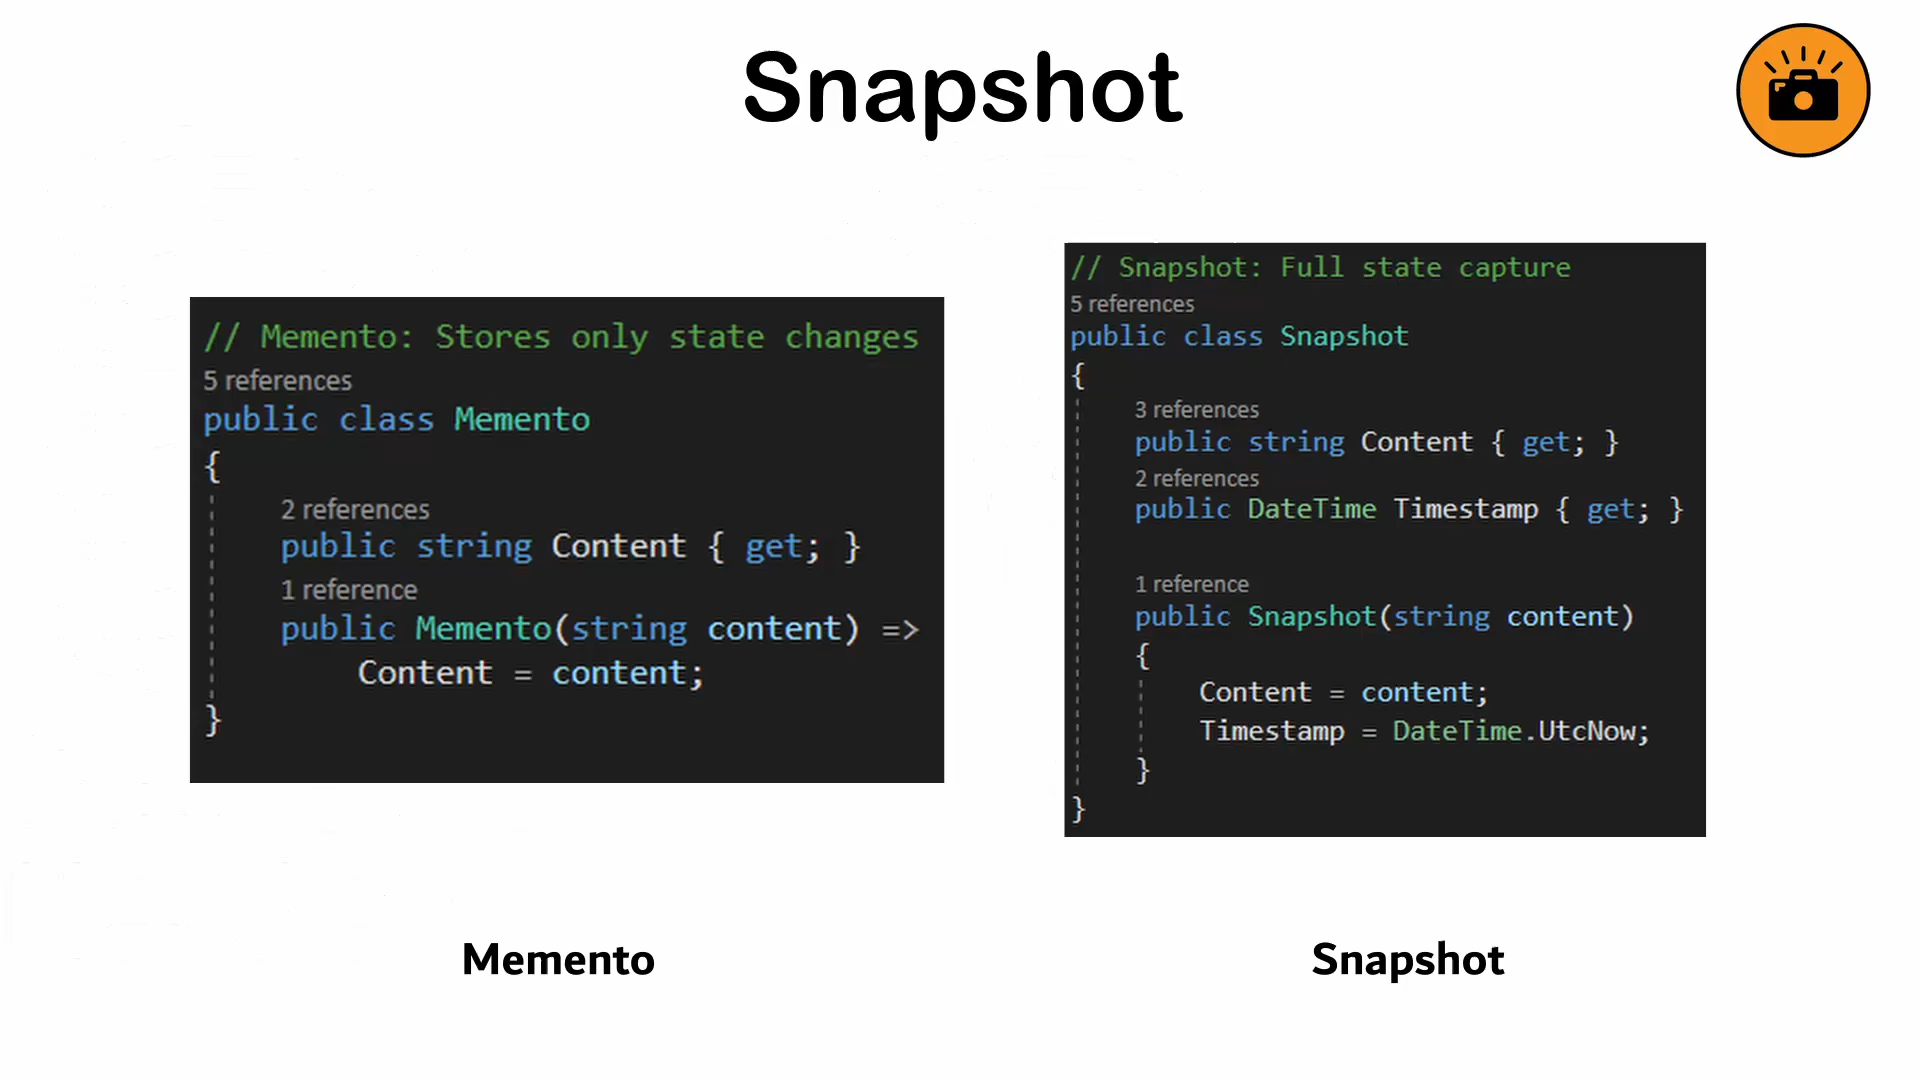 Snapshot
// Memento: Stores only state changes
5 references
public class Memento
{
2 references
public string Content { get; }
1 reference
public Memento(string content) =>
Content = content;
}
Memento
// Snapshot: Full state capture
5 references
public class Snapshot
{
3 references
public string Content { get; }
2 references
public DateTime Timestamp { get; }
1 reference
public Snapshot(string content)
{
Content = content;
Timestamp = DateTime.UtcNow;
}
}
Snapshot